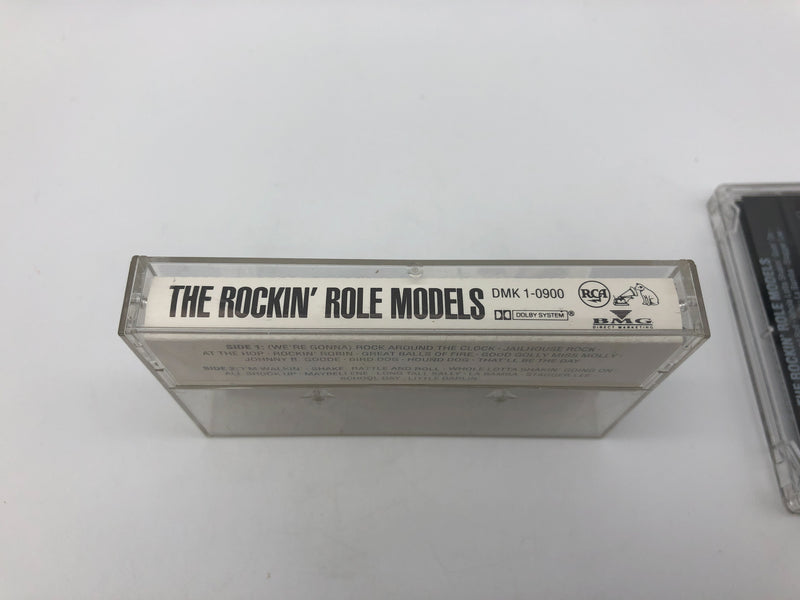 THE ROCKIN' ROLE MODELS DMK 1-0900
DOLBY SYSTEM ®
RCA
BMG
DIRECT MARKETING
SIDE 1: (WE'RE GONNA) ROCK AROUND THE CLOCK · JAILHOUSE ROCK
AT THE HOP · ROCKIN' ROBIN · GREAT BALLS OF FIRE · GOOD GOLLY MISS MOLLY ·
JOHNNY B. GOODE · BIRD DOG · HOUND DOG · THAT'LL BE THE DAY
SIDE 2: I'M WALKIN' · SHAKE, RATTLE AND ROLL · WHOLE LOTTA SHAKIN' GOING ON
ALL SHOOK UP · MAYBELLENE · LONG TALL SALLY · LA BAMBA · STAGGER LEE
SCHOOL DAY · LITTLE DARLIN'
THE ROCKIN' ROLE MODELS